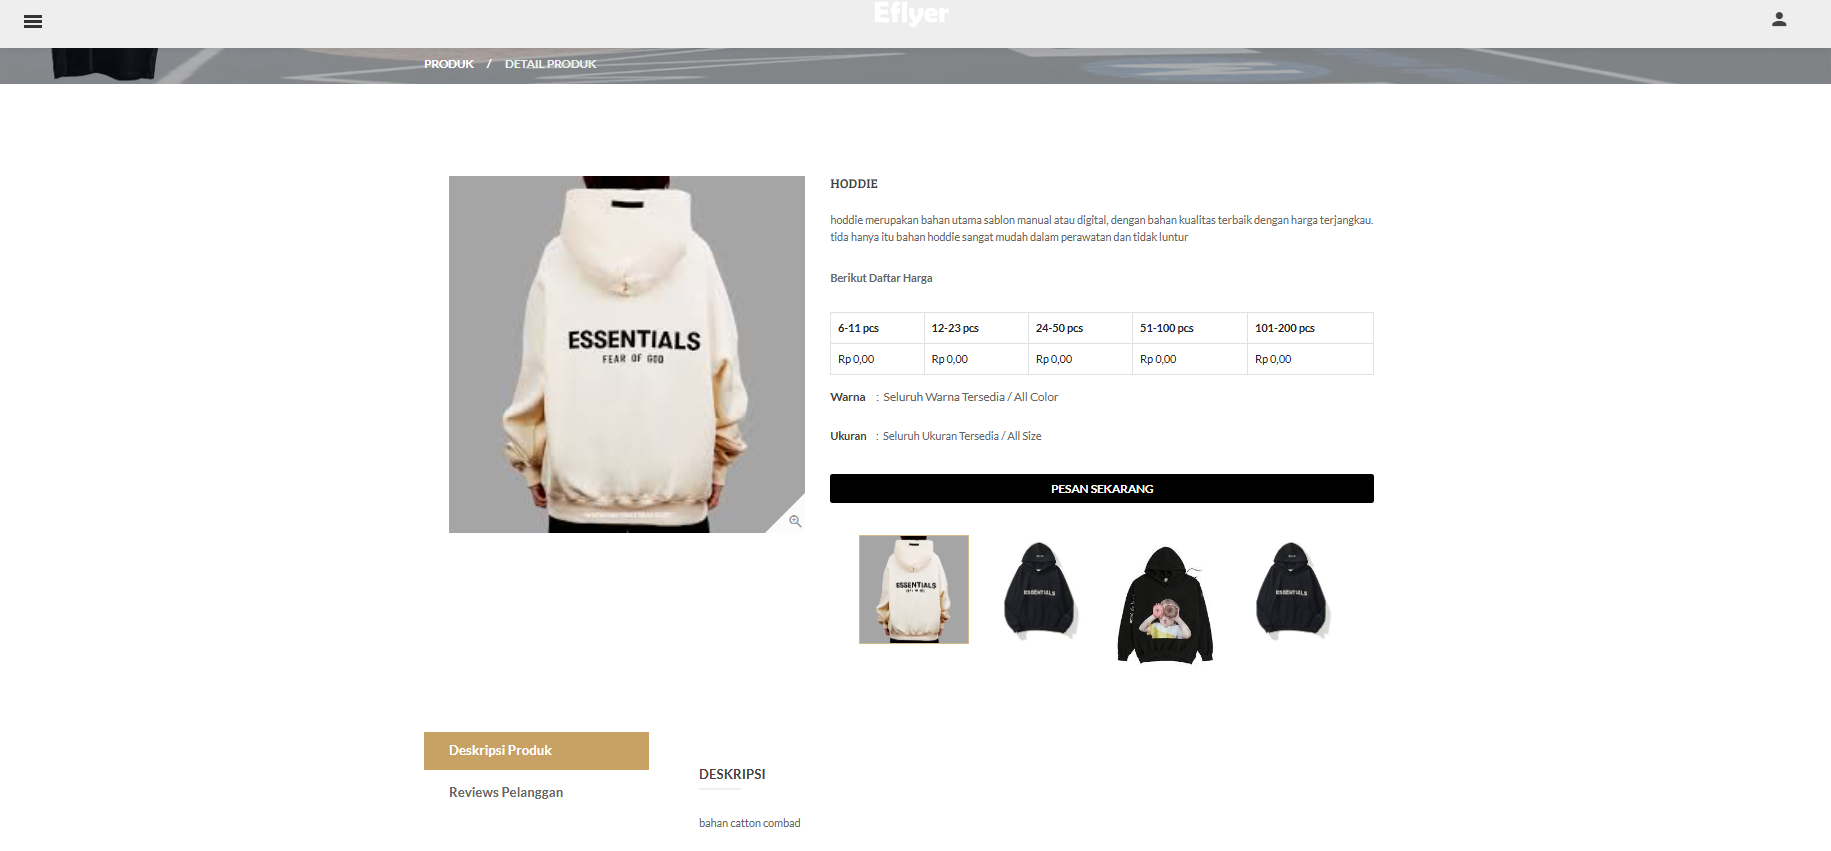 Eflyer
PRODUK / DETAIL PRODUK
ESSENTIALS
FEAR OF GOD
HODDIE
hoddie merupakan bahan utama sablon manual atau digital, dengan bahan kualitas terbaik dengan harga terjangkau.
tida hanya itu bahan hoddie sangat mudah dalam perawatan dan tidak luntur
Berikut Daftar Harga
6-11 pcs 12-23 pcs 24-50 pcs 51-100 pcs 101-200 pcs
Rp 0,00 Rp 0,00 Rp 0,00 Rp 0,00 Rp 0,00
Warna : Seluruh Warna Tersedia / All Color
Ukuran : Seluruh Ukuran Tersedia / All Size
PESAN SEKARANG
ESSENTIALS
ESSENTIALS
ESSENTIALS
Deskripsi Produk
Reviews Pelanggan
DESKRIPSI
bahan catton combad